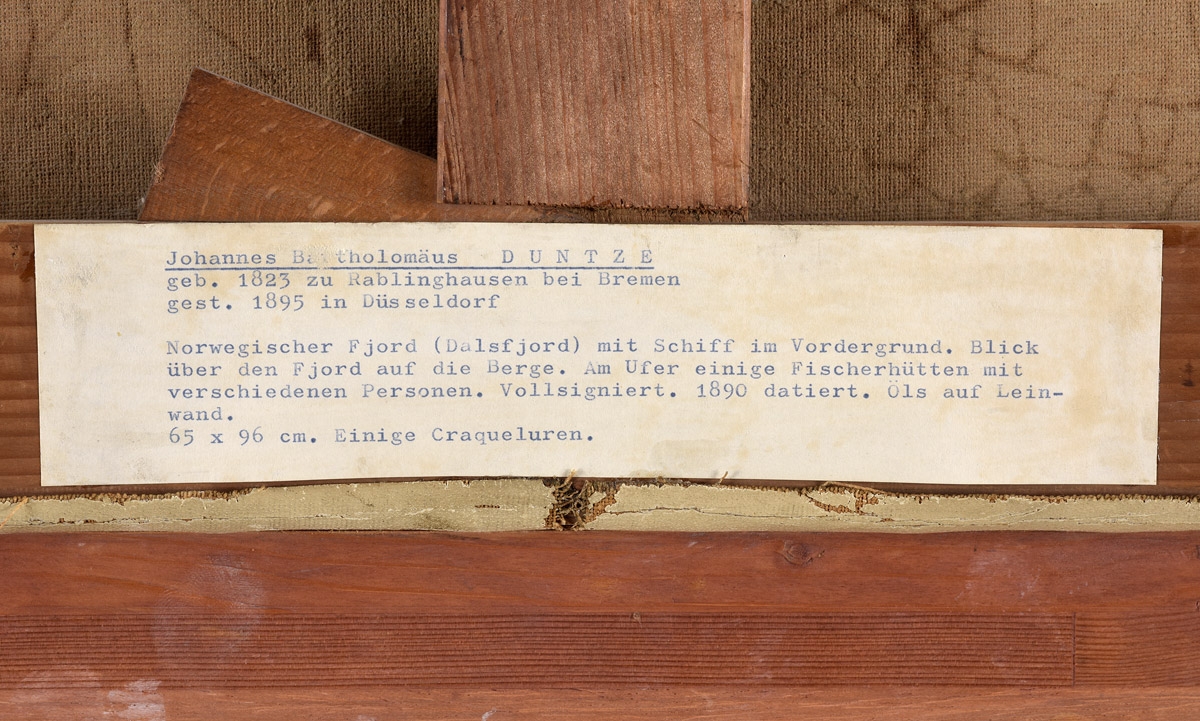 Johannes Bartholomäus D U N T Z E
geb. 1823 zu Rablinghausen bei Bremen
gest. 1895 in Düsseldorf
Norwegischer Fjord (Dalsfjord) mit Schiff im Vordergrund. Blick
über den Fjord auf die Berge. Am Ufer einige Fischerhütten mit
verschiedenen Personen. Vollsigniert. 1890 datiert. Öls auf Lein-
wand.
65 x 96 cm. Einige Craqueluren.